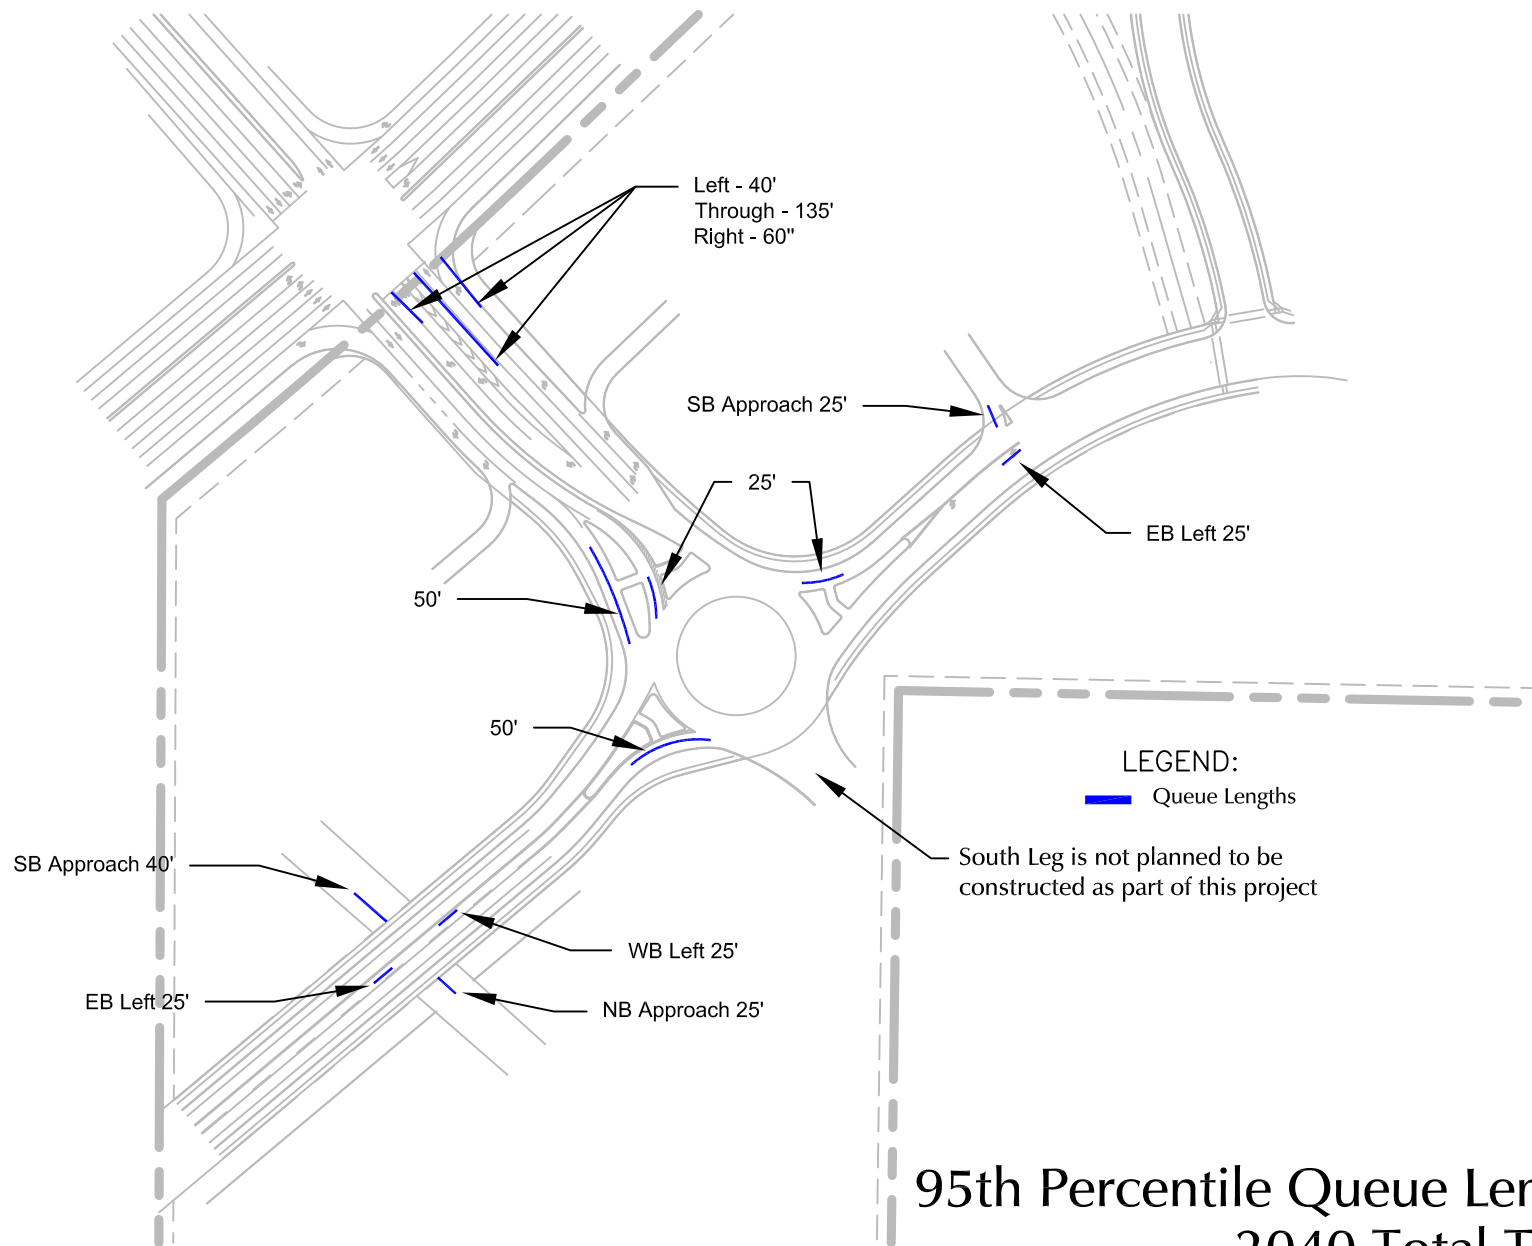 Left - 40'
Through - 135'
Right - 60"
SB Approach 25'
25'
EB Left 25'
50'
50'
LEGEND:
Queue Lengths
South Leg is not planned to be
constructed as part of this project
SB Approach 40'
WB Left 25'
EB Left 25'
NB Approach 25'
95th Percentile Queue
2040 Total